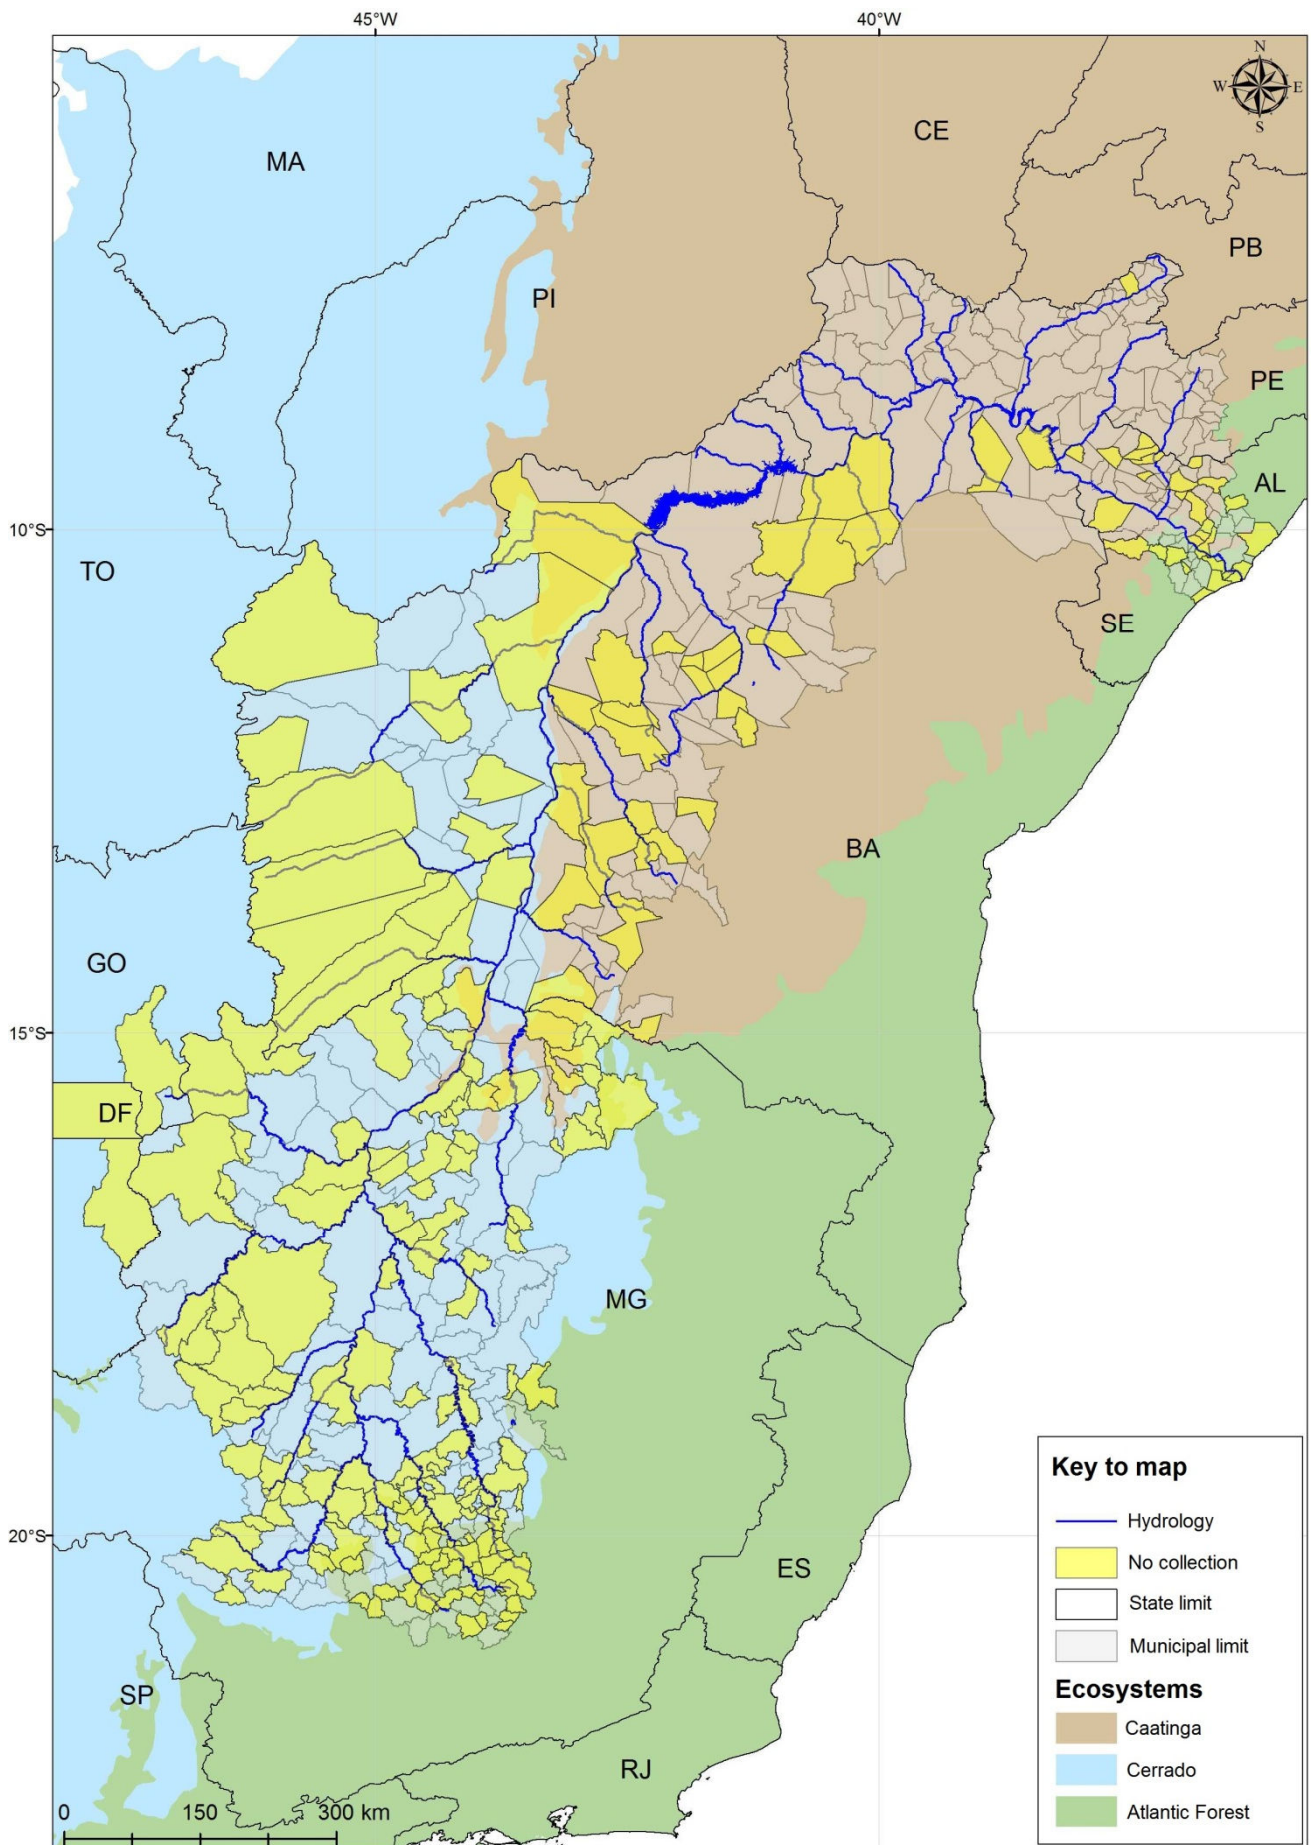 45°W
40°W
N
W
E
S
CE
MA
PB
PI
PE
AL
10°S
TO
SE
BA
GO
15°S
DF
MG
Key to map
Hydrology
20°S
No collection
ES
State limit
Municipal limit
Ecosystems
SP
Caatinga
RJ
Cerrado
0
150
300 km
Atlantic Forest